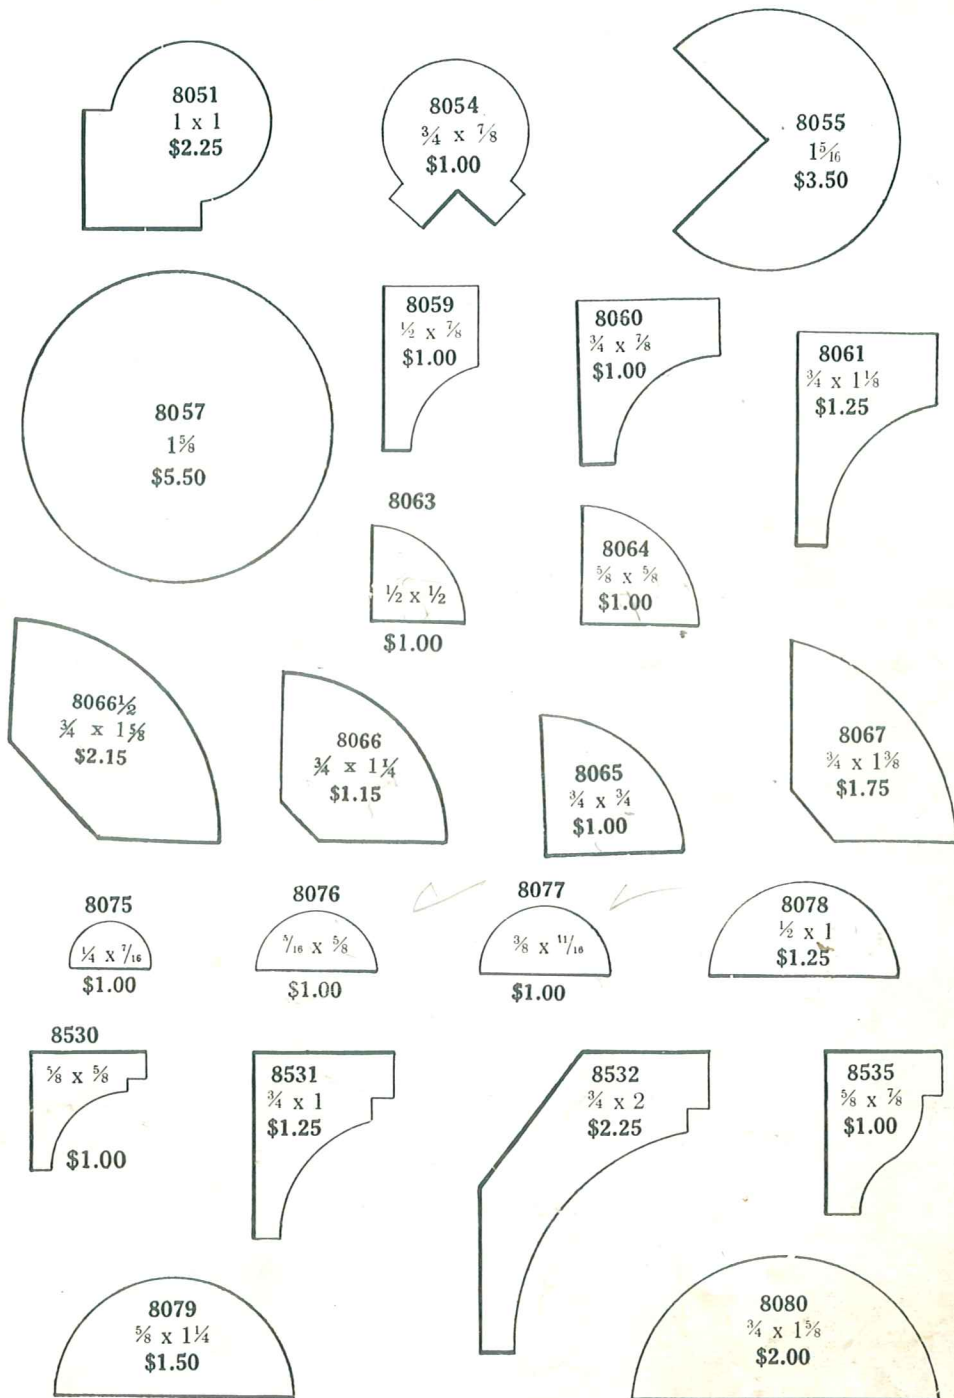 8051
1 x 1
$2.25
8054
¾ x ⅞
$1.00
8055
1 5/16
$3.50
8057
1⅝
$5.50
8059
½ x ⅞
$1.00
8060
¾ x ⅞
$1.00
8061
¾ x 1⅛
$1.25
8063
½ x ½
$1.00
8064
⅝ x ⅝
$1.00
8066½
¾ x 1⅝
$2.15
8066
¾ x 1¼
$1.15
8065
¾ x ¾
$1.00
8067
¾ x 1⅜
$1.75
8075
¼ x 7/16
$1.00
8076
5/16 x ⅝
$1.00
8077
⅜ x 11/16
$1.00
8078
½ x 1
$1.25
8530
⅝ x ⅝
$1.00
8531
¾ x 1
$1.25
8532
¾ x 2
$2.25
8535
⅝ x ⅞
$1.00
8079
⅝ x 1¼
$1.50
8080
¾ x 1⅝
$2.00